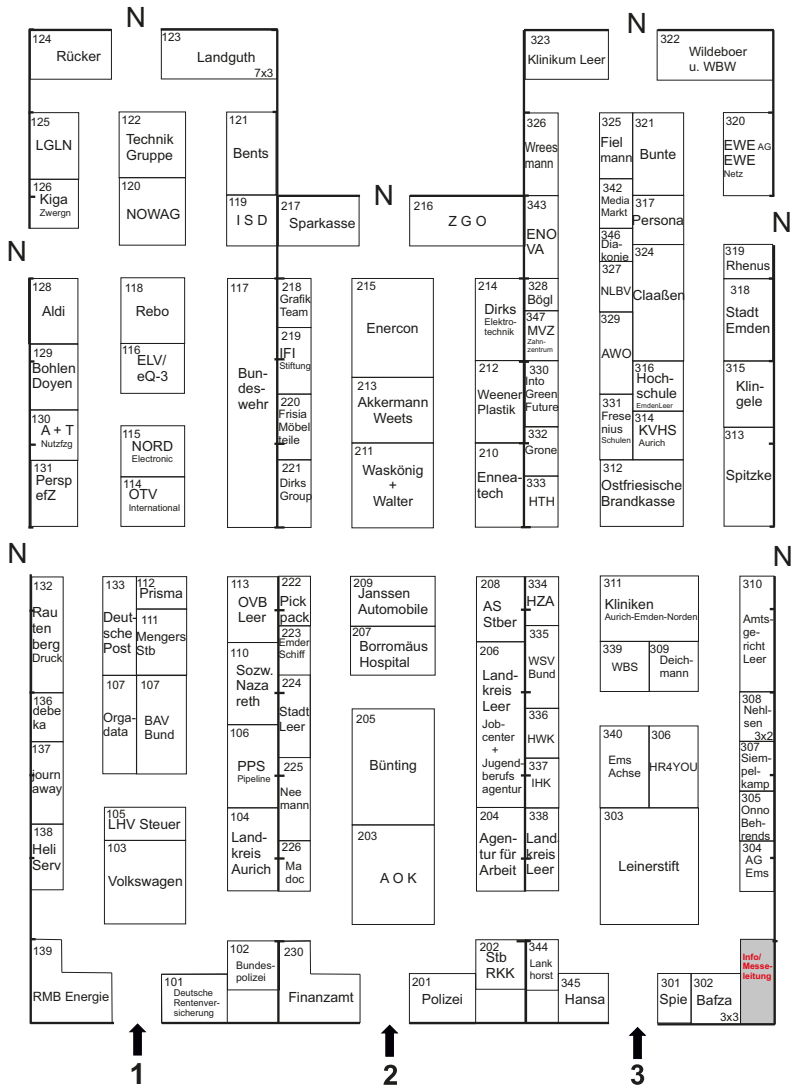 N
N
124
Rücker
123
Landguth
7x3
323
Klinikum Leer
322
Wildeboer
u. WBW
125
LGLN
122
Technik
Gruppe
121
Bents
326
Wrees
mann
325
Fiel
mann
321
Bunte
320
EWE AG
EWE
Netz
126
Kiga
Zwergn
120
NOWAG
119
I S D
217
Sparkasse
N
216
Z G O
343
ENO
VA
342
Media
Markt
317
Persona
346
Dia-
konie
N
N
128
Aldi
118
Rebo
117
Bun-
des-
wehr
218
Grafik
Team
215
Enercon
214
Dirks
Elektro-
technik
328
Bögl
327
NLBV
324
Claaßen
319
Rhenus
318
Stadt
Emden
129
Bohlen
Doyen
116
ELV/
eQ-3
219
IFI
Stiftung
347
MVZ
Zahn-
zentrum
329
AWO
130
A + T
Nutzfzg
220
Frisia
Möbel
teile
213
Akkermann
Weets
212
Weener
Plastik
330
Into
Green
Future
316
Hoch-
schule
EmdenLeer
315
Klin-
gele
131
Persp
efZ
115
NORD
Electronic
114
OTV
International
221
Dirks
Group
211
Waskönig
+
Walter
210
Ennea-
tech
332
Grone
333
HTH
331
Frese
nius
Schulen
314
KVHS
Aurich
312
Ostfriesische
Brandkasse
313
Spitzke
N
N
132
Rau
ten
berg
Druck
133
Deut-
sche
Post
112
Prisma
111
Mengers
Stb
113
OVB
Leer
222
Pick
pack
209
Janssen
Automobile
208
AS
Stber
334
HZA
311
Kliniken
Aurich-Emden-Norden
310
Amts-
ge-
richt
Leer
223
Emder
Schiff
207
Borromäus
Hospital
335
WSV
Bund
339
WBS
309
Deich-
mann
110
Sozw.
Naza
reth
206
Land-
kreis
Leer
Job-
center
+
Jugend-
berufs
agentur
136
debe
ka
107
Orga-
data
107
BAV
Bund
224
Stadt
Leer
205
Bünting
336
HWK
308
Nehl-
sen
3x2
137
journ
away
106
PPS
Pipeline
225
Nee
mann
337
IHK
340
Ems
Achse
306
HR4YOU
307
Siem-
pel-
kamp
138
Heli
Serv
105
LHV Steuer
104
Land-
kreis
Aurich
204
Agen-
tur für
Arbeit
338
Land
kreis
Leer
303
Leinerstift
305
Onno
Beh-
rends
103
Volkswagen
226
Ma
doc
203
A O K
304
AG
Ems
139
RMB Energie
102
Bundes-
polizei
230
Finanzamt
202
Stb
RKK
344
Lank
horst
Info/
Messe-
leitung
101
Deutsche
Rentenver-
sicherung
201
Polizei
345
Hansa
301
Spie
302
Bafza
3x3
1
2
3